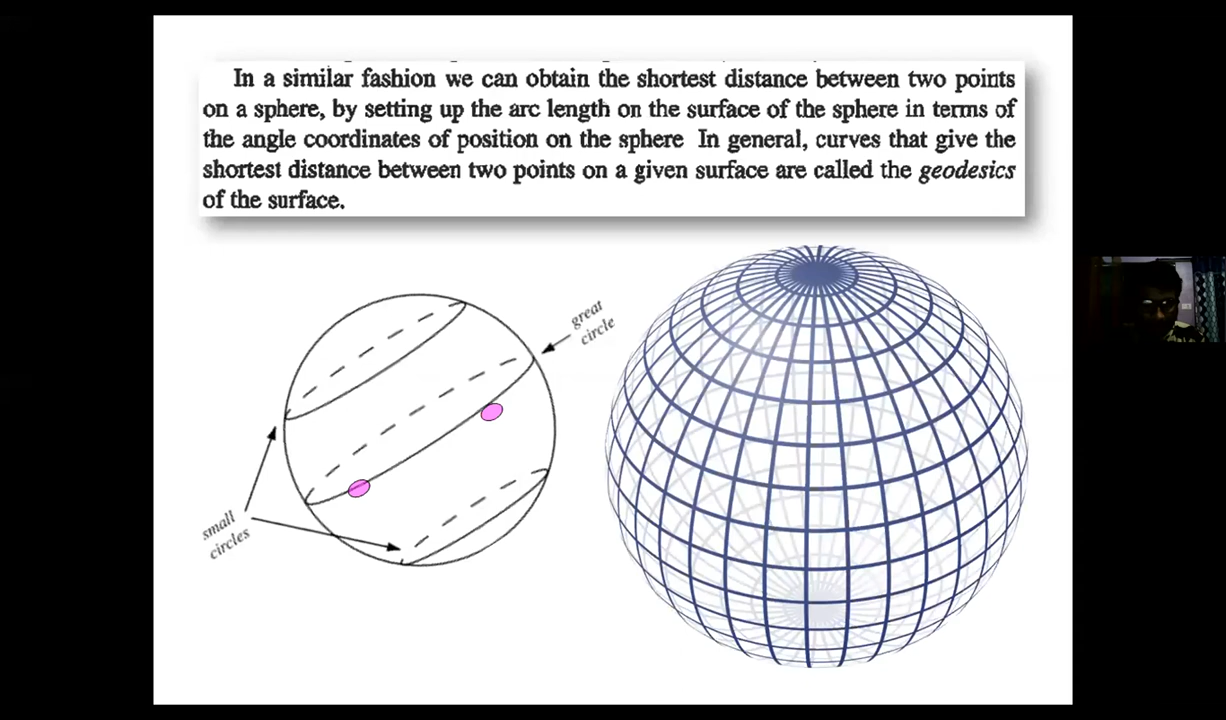 In a similar fashion we can obtain the shortest distance between two points
on a sphere, by setting up the arc length on the surface of the sphere in terms of
the angle coordinates of position on the sphere In general, curves that give the
shortest distance between two points on a given surface are called the geodesics
of the surface.
great
circle
small
circles